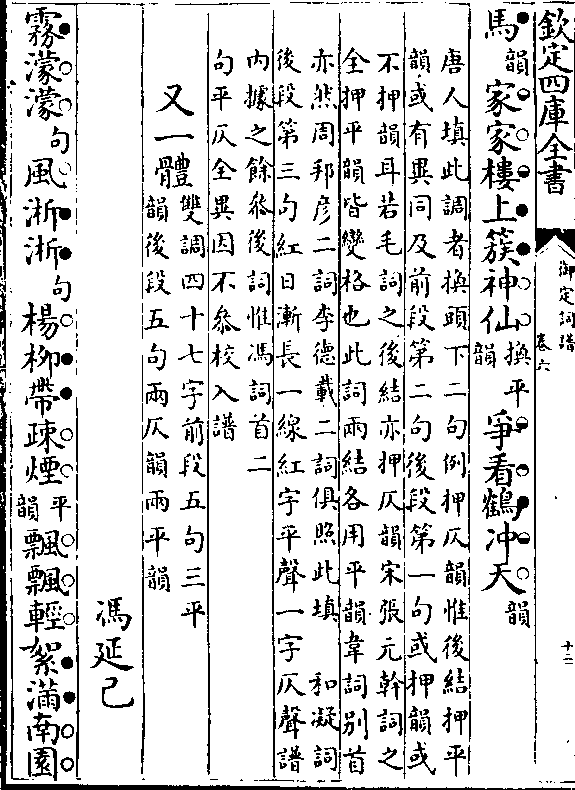 欽定四庫全書
御定詞譜
卷六
十二
馬韻家家樓上簇神仙換平韻爭看鶴冲天韻
唐人填此調者換頭下二句例押仄韻惟後結押平
韻或有異同及前段第二句後段第一句或押韻或
不押韻耳若毛詞之後結亦押仄韻宋張元幹詞之
全押平韻皆變格也此詞兩結各用平韻韋詞别首
亦然周邦彦二詞李德載二詞俱照此填 和凝詞
後段第三句紅日漸長一線紅字平聲一字仄聲譜
内據之餘叅後詞惟馮詞首二
句平仄全異因不叅校入譜
又一體雙調四十七字前段五句三平韻後段五句兩仄韻兩平韻
馮延己
霧濛濛句風淅淅句楊柳帶疎煙平韻飄飄輕絮滿南園